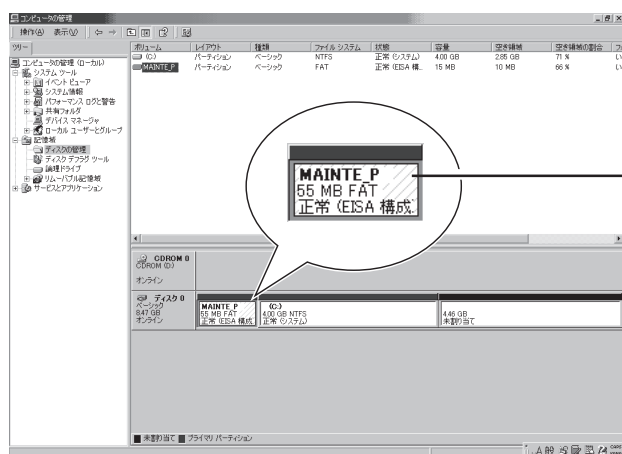 コンピュータの管理
操作(A) 表示(V)
ツリー
コンピュータの管理 (ローカル)
システム ツール
イベント ビューア
システム情報
パフォーマンス ログと警告
共有フォルダ
デバイス マネージャ
ローカル ユーザーとグループ
記憶域
ディスクの管理
ディスク デフラグ ツール
論理ドライブ
リムーバブル記憶域
サービスとアプリケーション
ボリューム レイアウト 種類 ファイル システム 状態 容量 空き領域 空き領域の割合
(C:) パーティション ベーシック NTFS 正常 (システム) 4.00 GB 2.85 GB 71 %
MAINTE_P パーティション ベーシック FAT 正常 (EISA 構... 15 MB 10 MB 66 %
MAINTE_P
55 MB FAT
正常 (EISA 構成
CDROM 0
CDROM (D:)
オンライン
ディスク 0
ベーシック
8.47 GB
オンライン
MAINTE_P
55 MB FAT
正常 (EISA 構成
(C:)
4.00 GB NTFS
正常 (システム)
4.46 GB
未割り当て
未割り当て プライマリ パーティション
A 般
CAPS